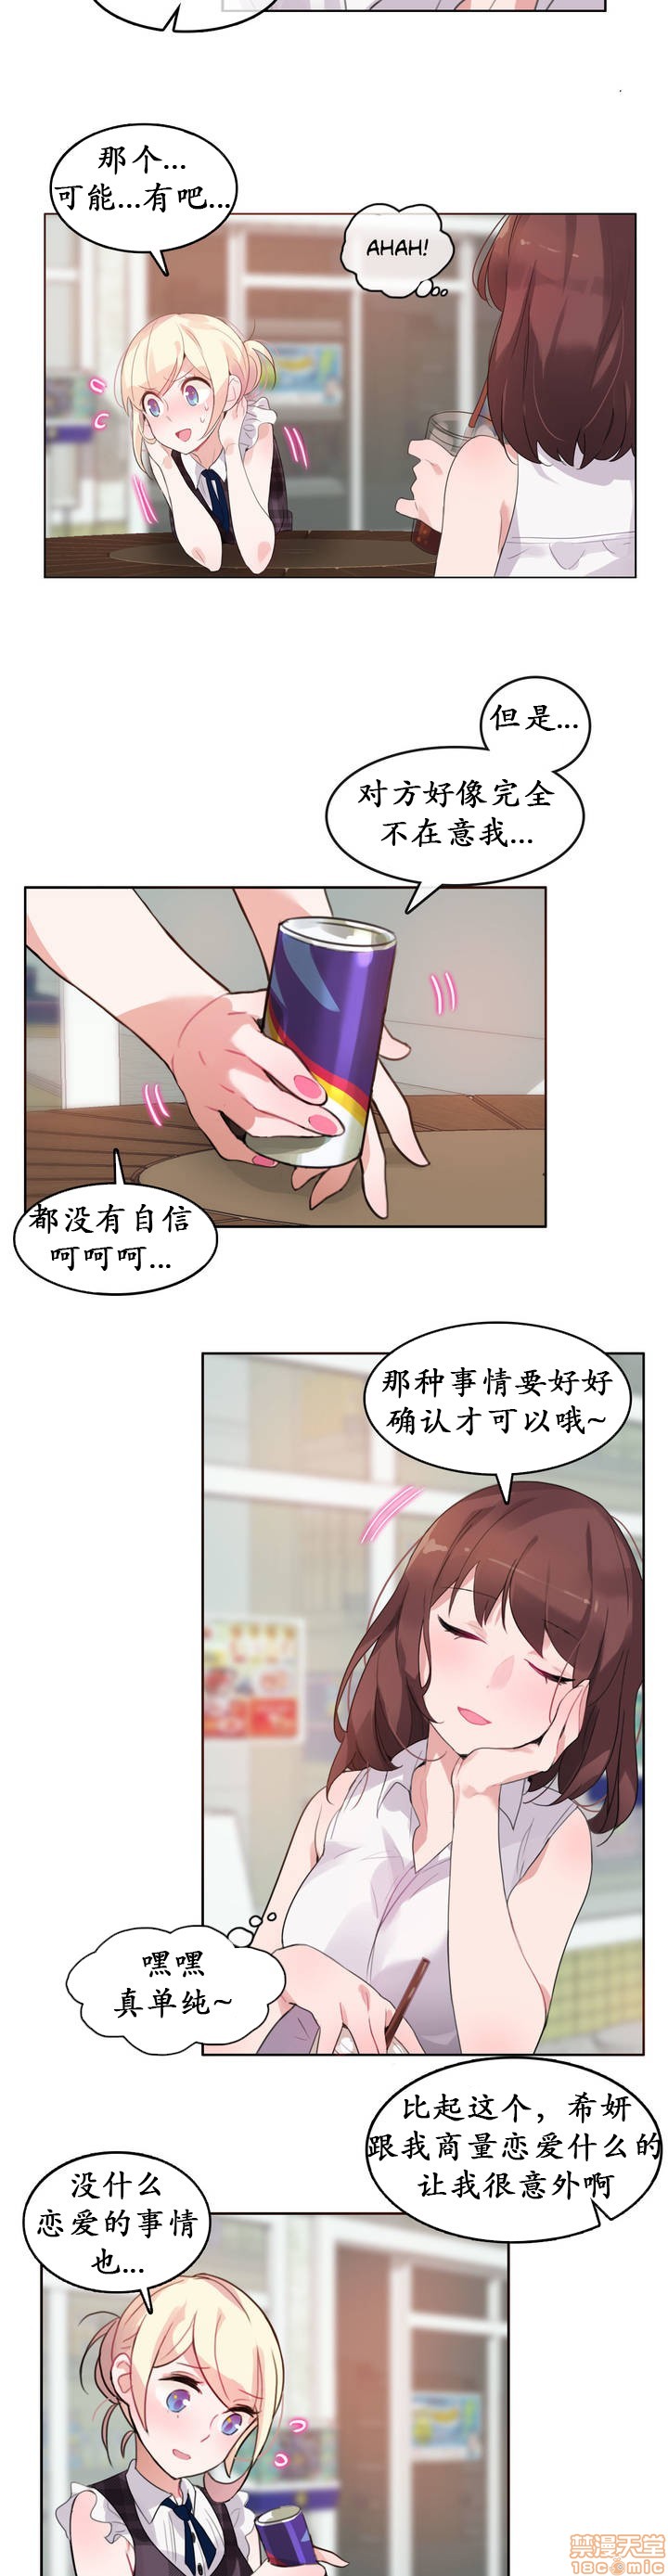 那个...
可能...有吧...
AHAH!
但是...
对方好像完全
不在意我...
都没有自信
呵呵呵...
那种事情要好好
确认才可以哦~
嘿嘿
真单纯~
比起这个，希妍
跟我商量恋爱什么的
让我很意外啊
没什么
恋爱的事情
也...
禁漫天堂
18comic